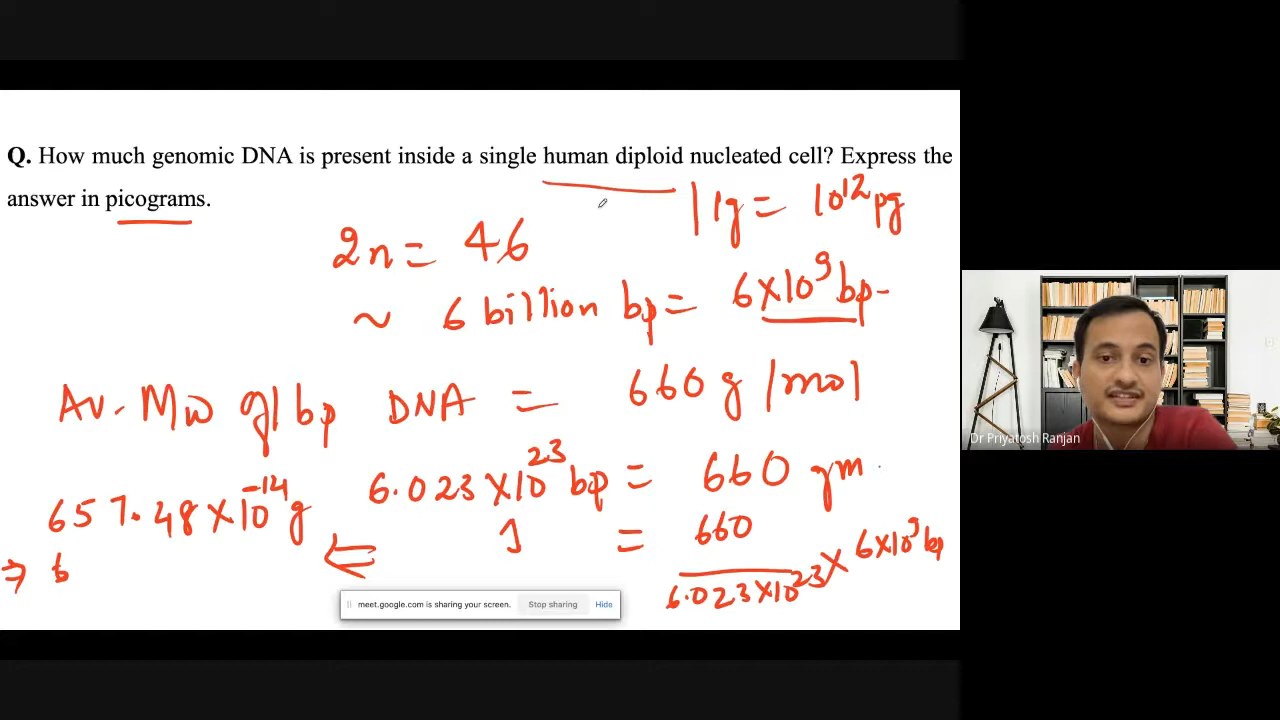 Q. How much genomic DNA is present inside a single human diploid nucleated cell? Express the
answer in picograms.
1g = 10^12 pg
2n = 46
~ 6 billion bp = 6×10^9 bp
Av. Mw g/bp DNA = 660 g/mol
6.023×10^23 bp = 660 gm
1 = 660 / 6.023×10^23 × 6×10^9 bp
⇐ 657.48×10^-14 g
⇒ 6
meet.google.com is sharing your screen. Stop sharing Hide
Dr Priyatosh Ranjan